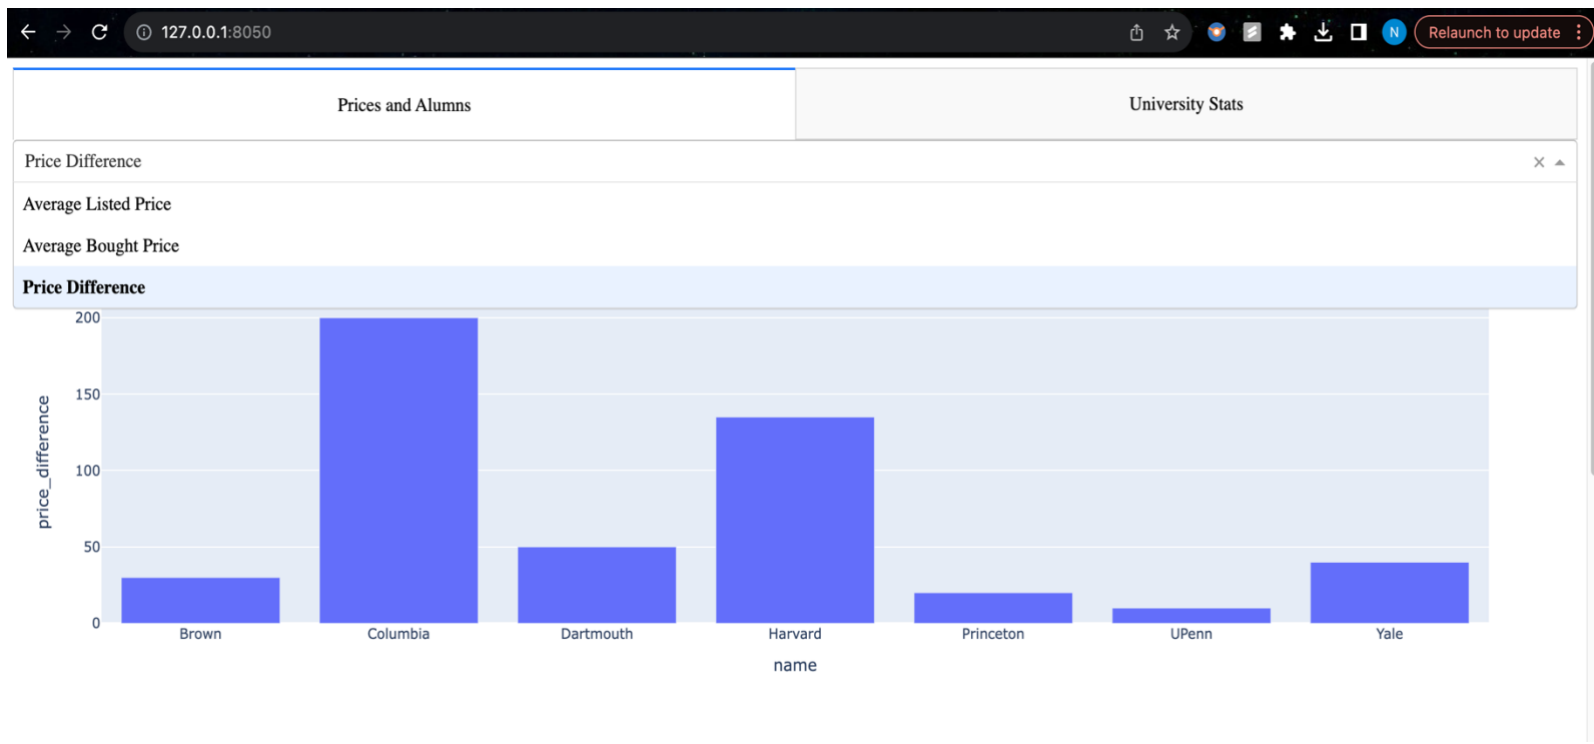 127.0.0.1:8050
N
Relaunch to update
Prices and Alumns
University Stats
Price Difference
Average Listed Price
Average Bought Price
Price Difference
200
150
100
50
0
price_difference
Brown Columbia Dartmouth Harvard Princeton UPenn Yale
name